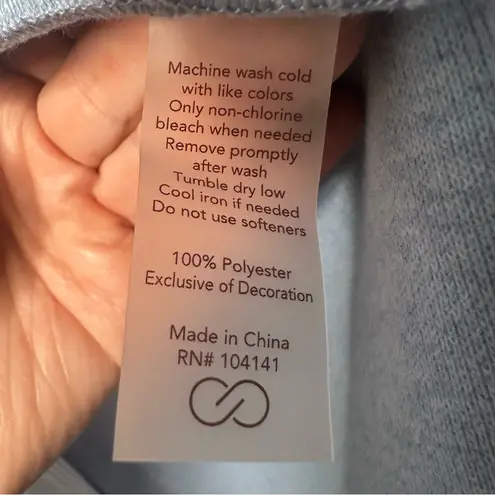 Machine wash cold
with like colors
Only non-chlorine
bleach when needed
Remove promptly
after wash
Tumble dry low
Cool iron if needed
Do not use softeners
100% Polyester
Exclusive of Decoration
Made in China
RN# 104141